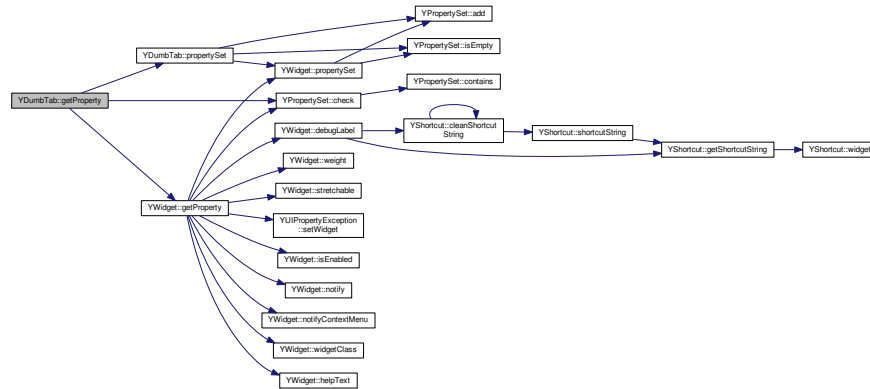 YPropertySet::add
YDumbTab::propertySet
YPropertySet::isEmpty
YWidget::propertySet
YPropertySet::contains
YDumbTab::getProperty
YPropertySet::check
YWidget::debugLabel
YShortcut::cleanShortcut
String
YShortcut::shortcutString
YShortcut::getShortcutString
YShortcut::widget
YWidget::weight
YWidget::stretchable
YWidget::getProperty
YUIPropertyException
::setWidget
YWidget::isEnabled
YWidget::notify
YWidget::notifyContextMenu
YWidget::widgetClass
YWidget::helpText